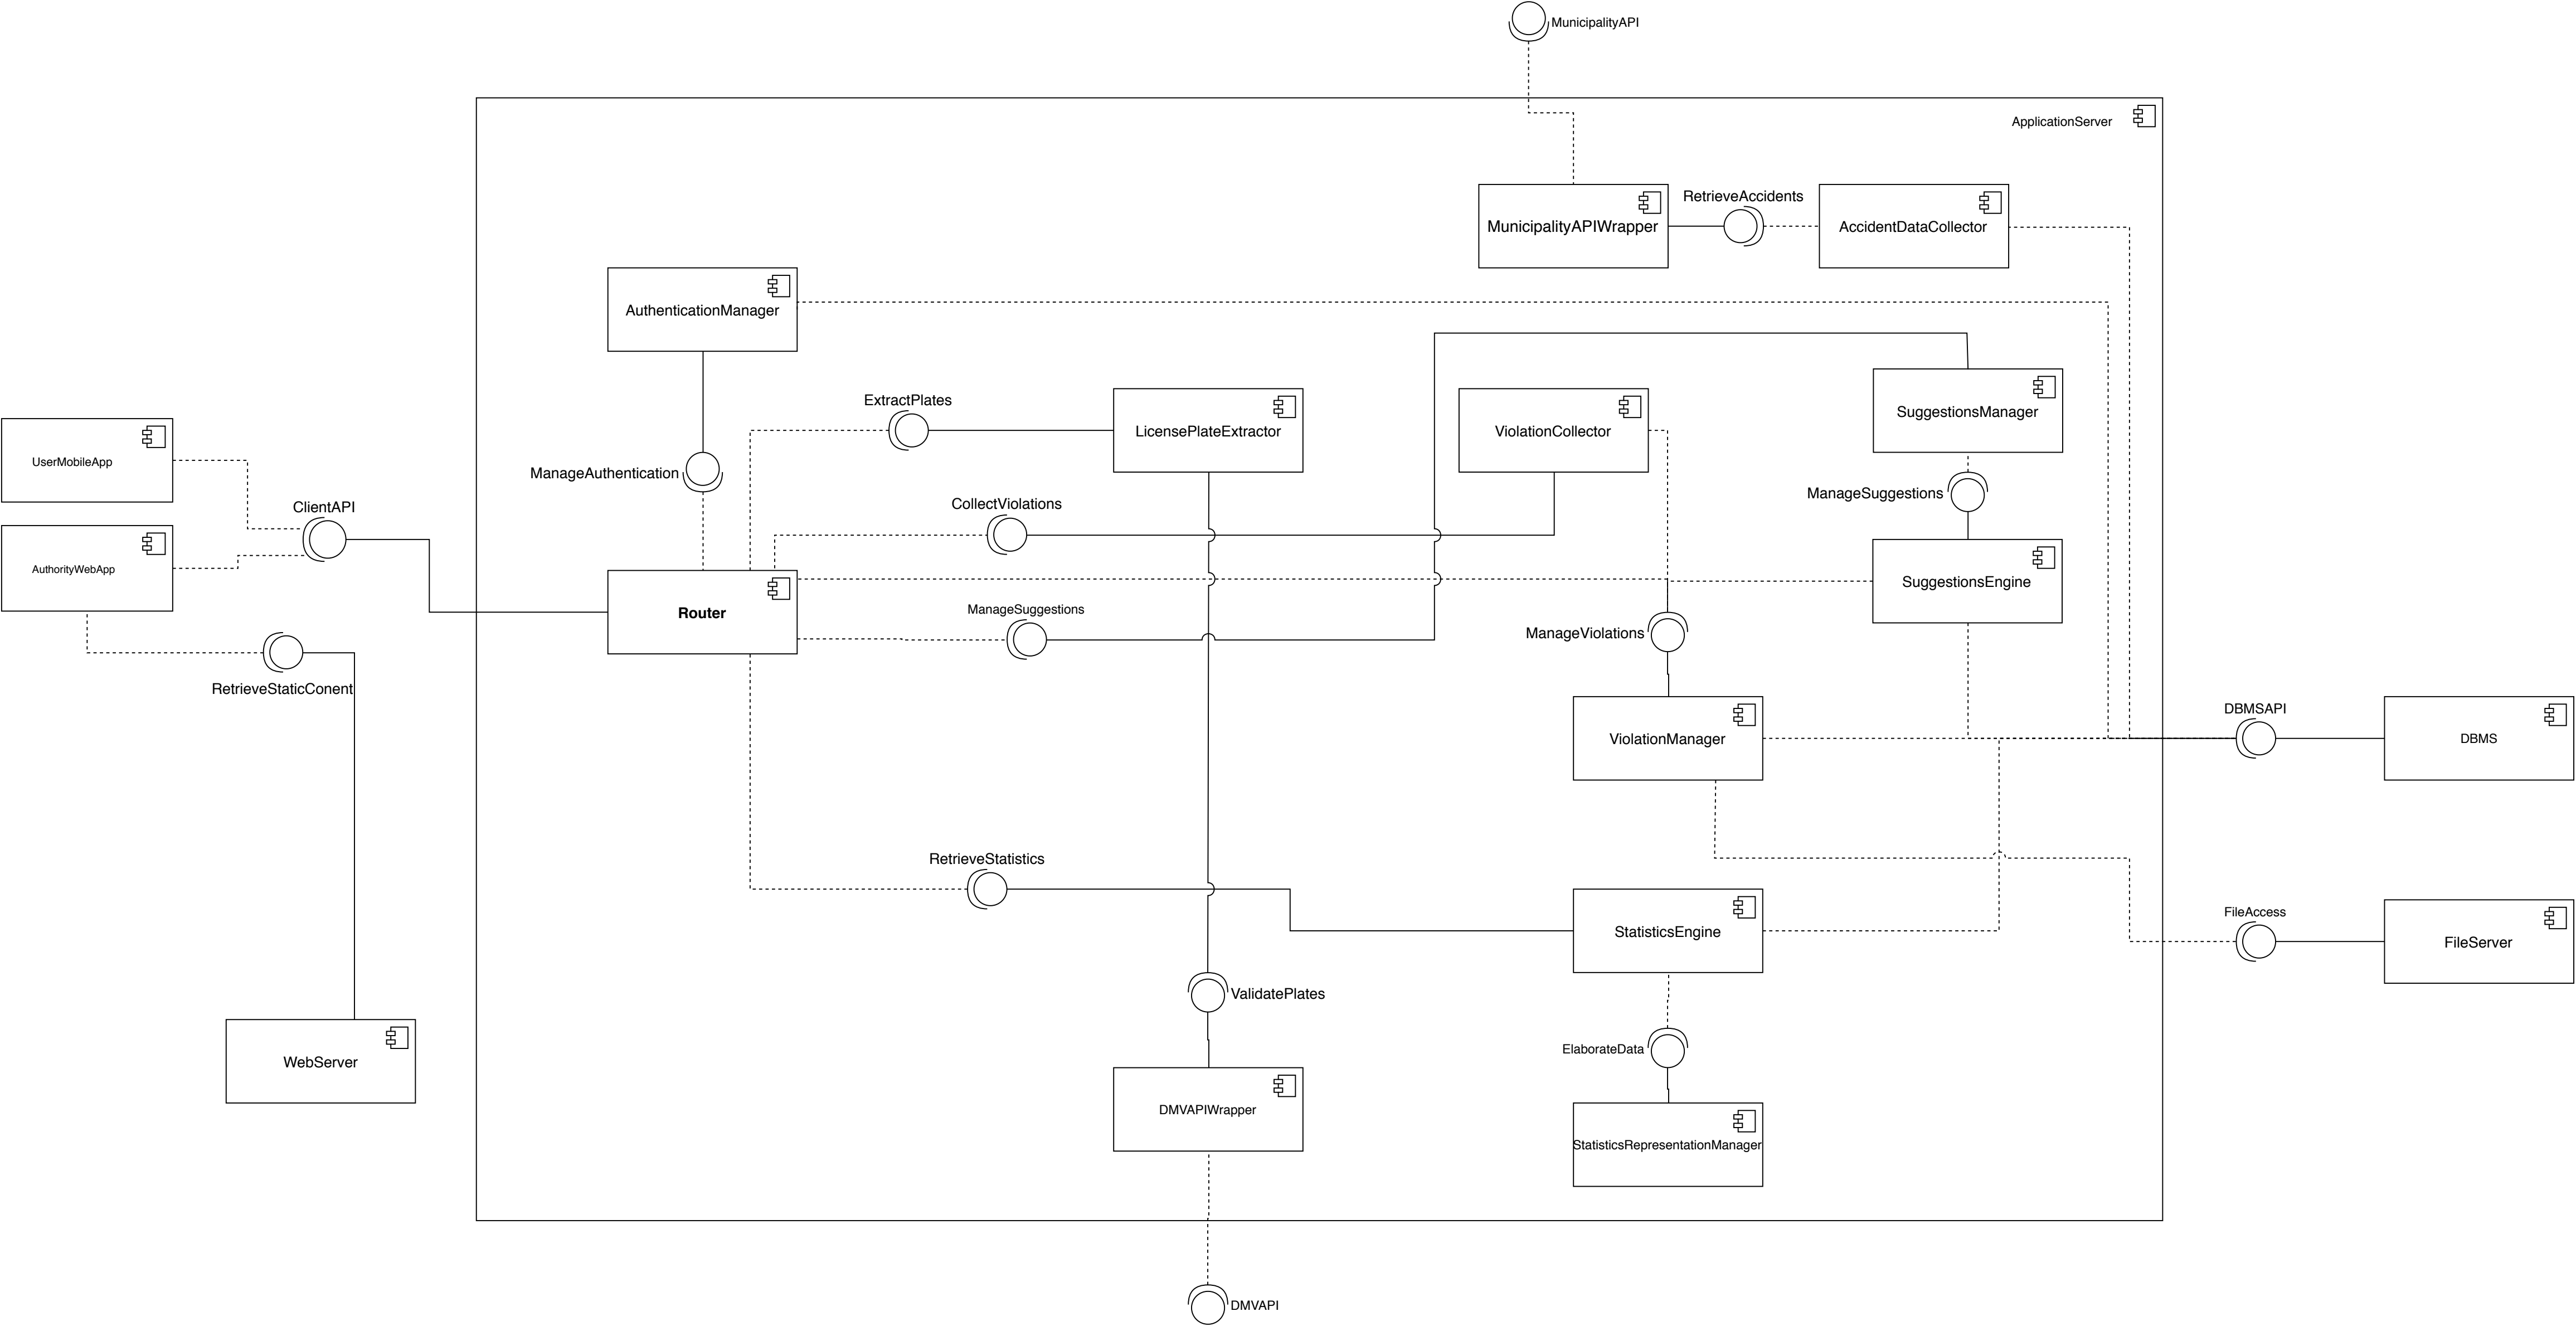 MunicipalityAPI
ApplicationServer
RetrieveAccidents
MunicipalityAPIWrapper
AccidentDataCollector
AuthenticationManager
ExtractPlates
LicensePlateExtractor
ViolationCollector
SuggestionsManager
UserMobileApp
ManageAuthentication
ManageSuggestions
ClientAPI
CollectViolations
AuthorityWebApp
SuggestionsEngine
Router
ManageSuggestions
ManageViolations
RetrieveStaticConent
DBMSAPI
ViolationManager
DBMS
RetrieveStatistics
FileAccess
StatisticsEngine
FileServer
ValidatePlates
ElaborateData
WebServer
DMVAPIWrapper
StatisticsRepresentationManager
DMVAPI